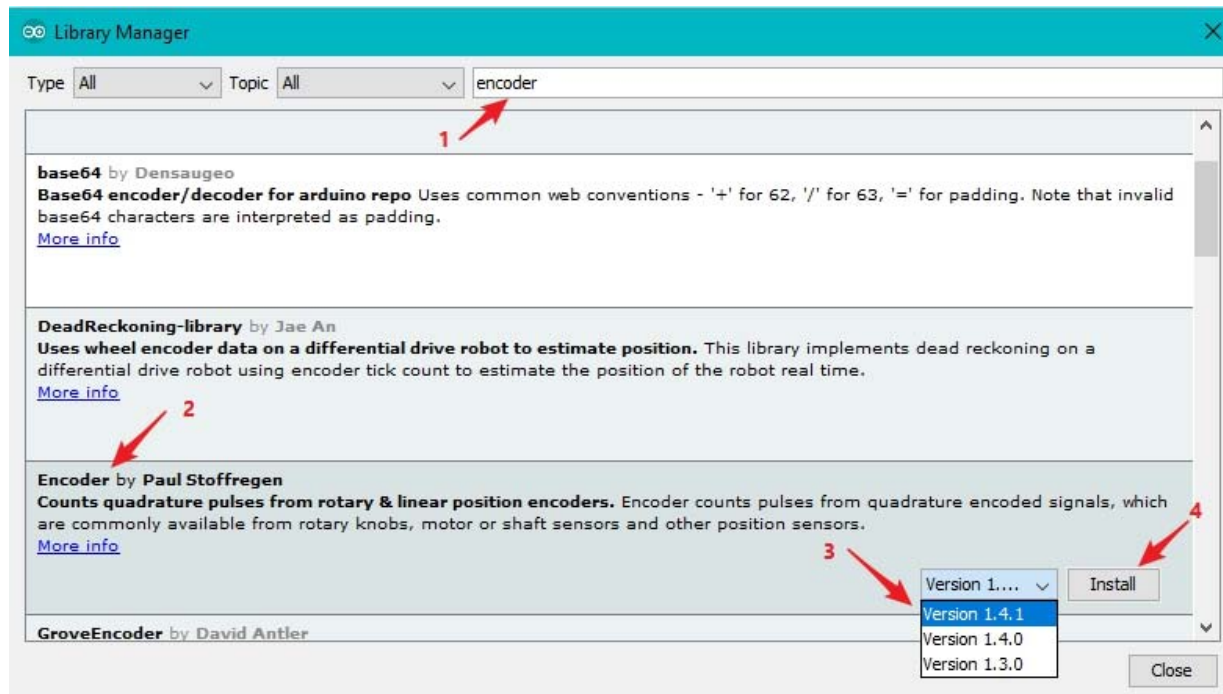 Library Manager
Type All Topic All encoder
1
base64 by Densaugeo
Base64 encoder/decoder for arduino repo Uses common web conventions - '+' for 62, '/' for 63, '=' for padding. Note that invalid
base64 characters are interpreted as padding.
More info
DeadReckoning-library by Jae An
Uses wheel encoder data on a differential drive robot to estimate position. This library implements dead reckoning on a
differential drive robot using encoder tick count to estimate the position of the robot real time.
More info
2
Encoder by Paul Stoffregen
Counts quadrature pulses from rotary & linear position encoders. Encoder counts pulses from quadrature encoded signals, which
are commonly available from rotary knobs, motor or shaft sensors and other position sensors.
4
More info
3
Version 1.... Install
Version 1.4.1
Version 1.4.0
Version 1.3.0
GroveEncoder by David Antler
Close